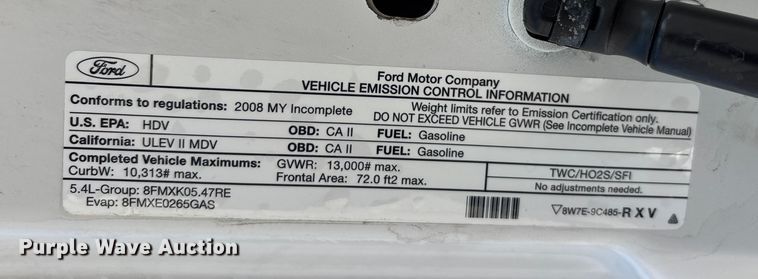 Ford
Ford Motor Company
VEHICLE EMISSION CONTROL INFORMATION
Conforms to regulations: 2008 MY Incomplete
Weight limits refer to Emission Certification only.
DO NOT EXCEED VEHICLE GVWR (See Incomplete Vehicle Manual)
U.S. EPA: HDV OBD: CA II FUEL: Gasoline
California: ULEV II MDV OBD: CA II FUEL: Gasoline
Completed Vehicle Maximums: GVWR: 13,000# max.
CurbW: 10,313# max. Frontal Area: 72.0 ft2 max.
TWC/HO2S/SFI
No adjustments needed.
5.4L-Group: 8FMXK05.47RE
Evap: 8FMXE0265GAS
▽8W7E-9C485-RXV
Purple Wave Auction